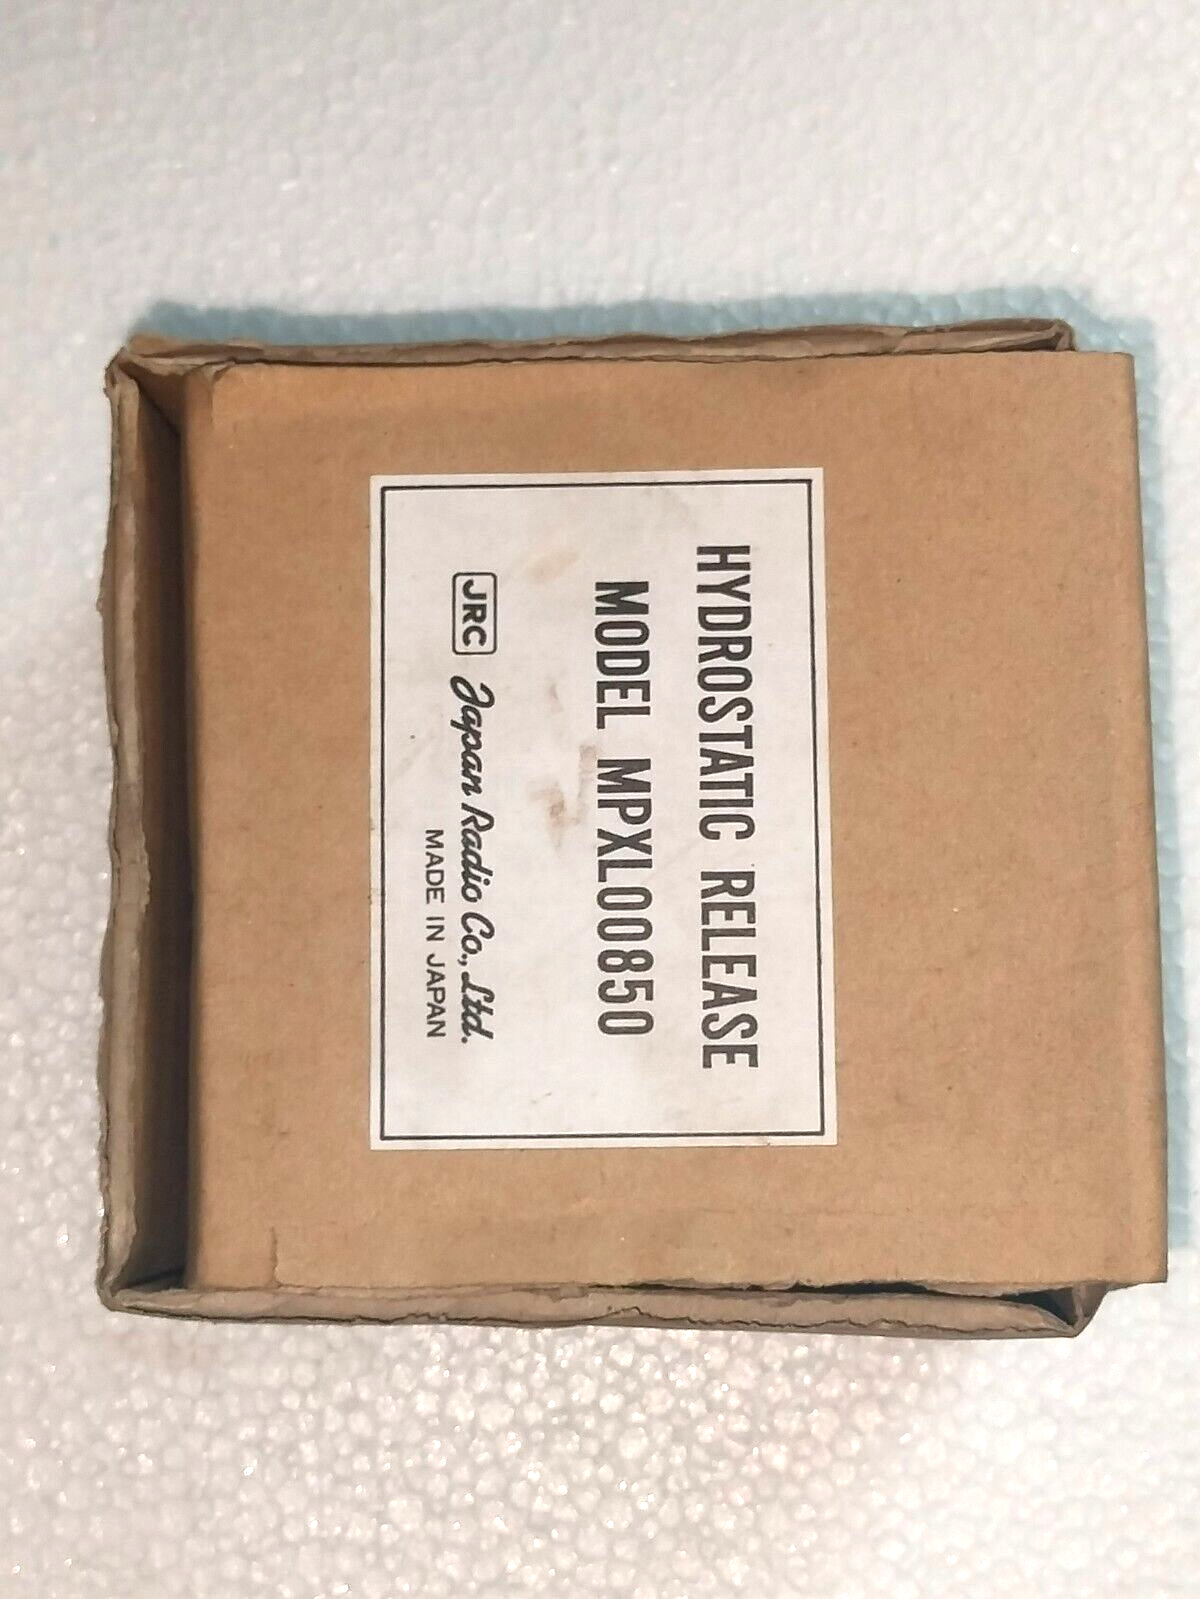 HYDROSTATIC RELEASE
MODEL MPXL00850
JRC Japan Radio Co., Ltd.
MADE IN JAPAN